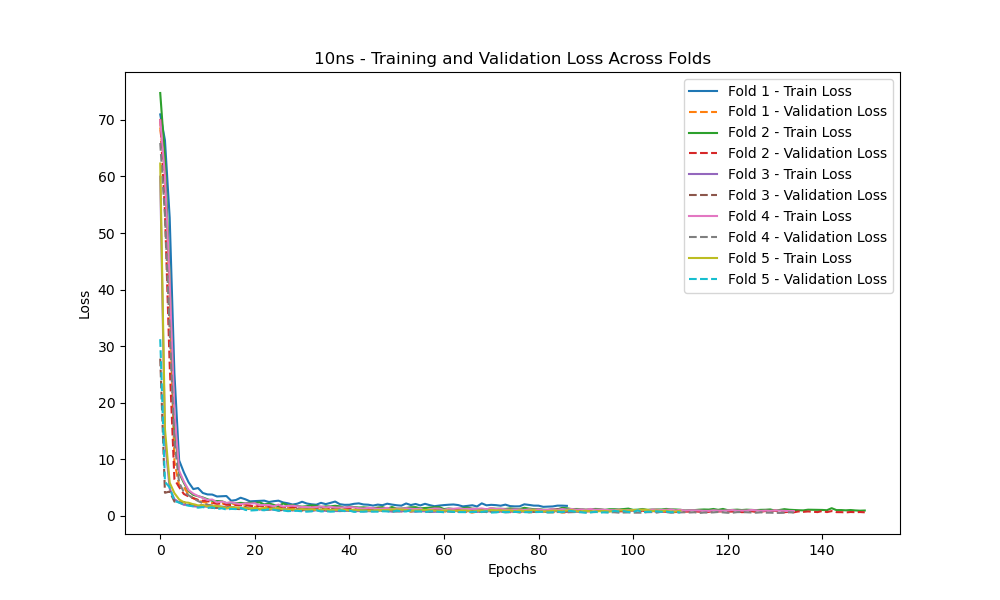 10ns - Training and Validation Loss Across Folds
Fold 1 - Train Loss
Fold 1 - Validation Loss
Fold 2 - Train Loss
Fold 2 - Validation Loss
Fold 3 - Train Loss
Fold 3 - Validation Loss
Fold 4 - Train Loss
Fold 4 - Validation Loss
Fold 5 - Train Loss
Fold 5 - Validation Loss
Loss
70
60
50
40
30
20
10
0
0 20 40 60 80 100 120 140
Epochs